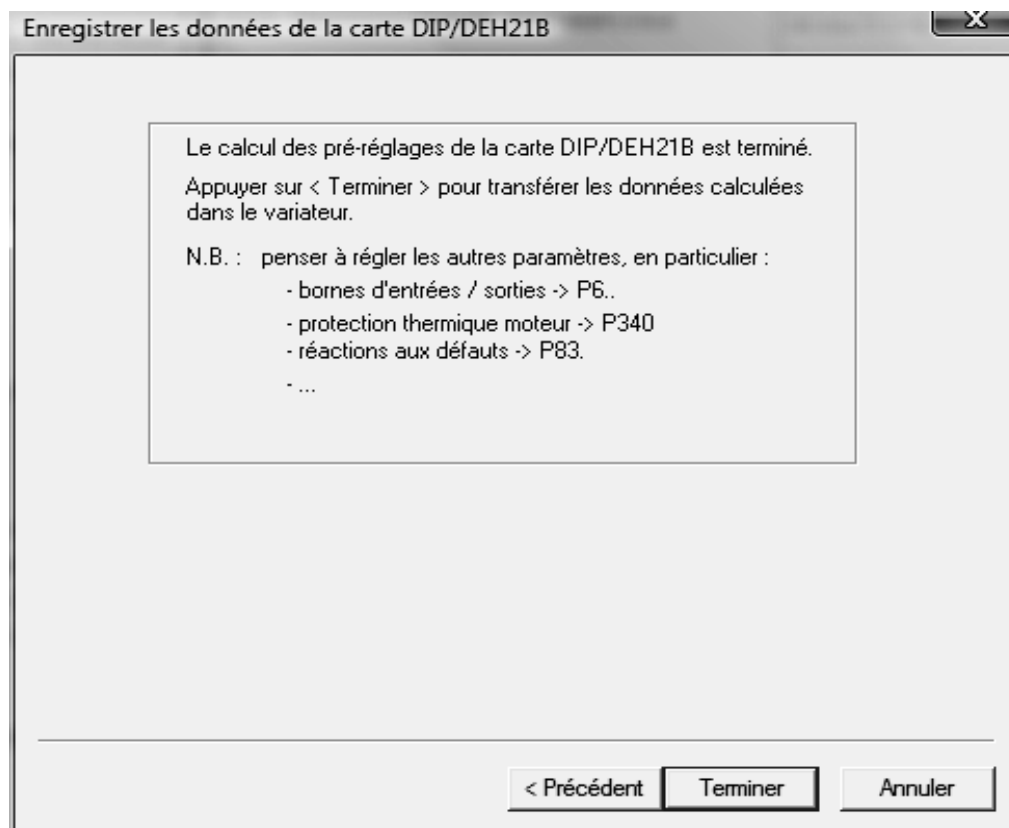 Enregistrer les données de la carte DIP/DEH21B
X
Le calcul des pré-réglages de la carte DIP/DEH21B est terminé.
Appuyer sur < Terminer > pour transférer les données calculées
dans le variateur.
N.B. : penser à régler les autres paramètres, en particulier :
- bornes d'entrées / sorties -> P6..
- protection thermique moteur -> P340
- réactions aux défauts -> P83.
- ...
< Précédent Terminer Annuler